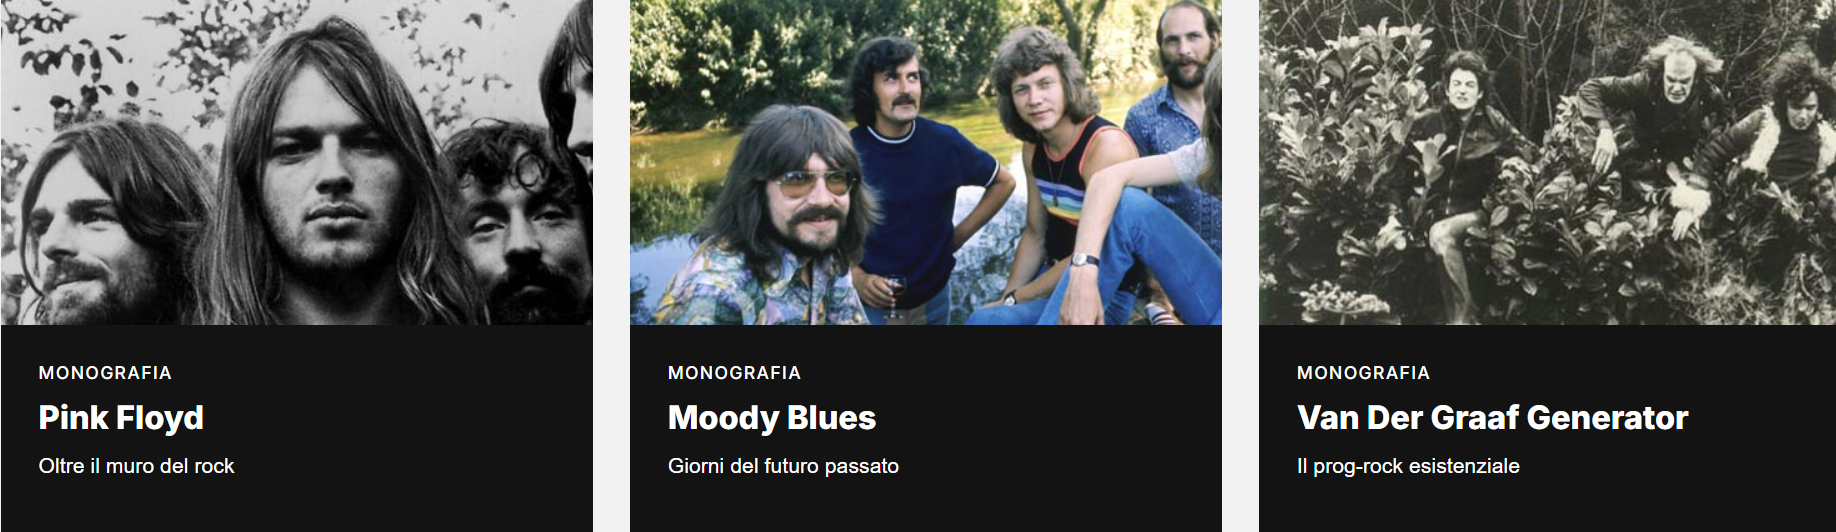 MONOGRAFIA
Pink Floyd
Oltre il muro del rock
MONOGRAFIA
Moody Blues
Giorni del futuro passato
MONOGRAFIA
Van Der Graaf Generator
Il prog-rock esistenziale